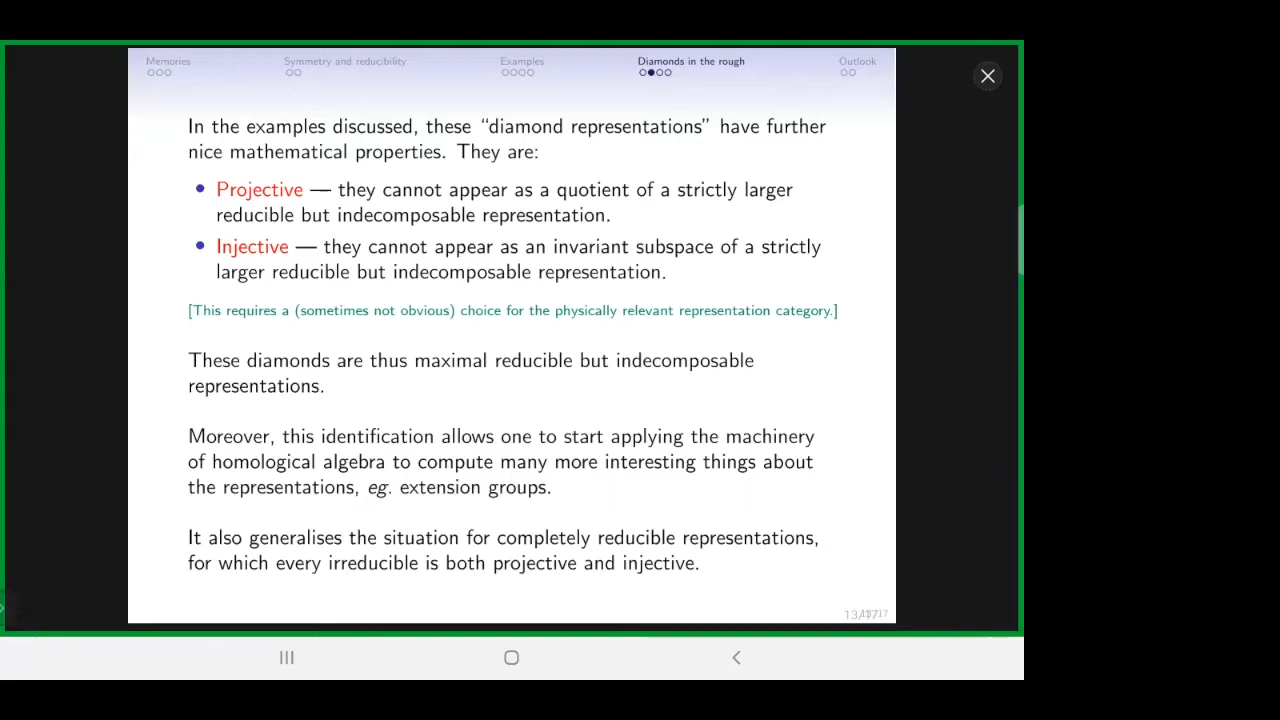 Memories Symmetry and reducibility Examples Diamonds in the rough Outlook
In the examples discussed, these “diamond representations” have further
nice mathematical properties. They are:
• Projective — they cannot appear as a quotient of a strictly larger
reducible but indecomposable representation.
• Injective — they cannot appear as an invariant subspace of a strictly
larger reducible but indecomposable representation.
[This requires a (sometimes not obvious) choice for the physically relevant representation category.]
These diamonds are thus maximal reducible but indecomposable
representations.
Moreover, this identification allows one to start applying the machinery
of homological algebra to compute many more interesting things about
the representations, eg. extension groups.
It also generalises the situation for completely reducible representations,
for which every irreducible is both projective and injective.